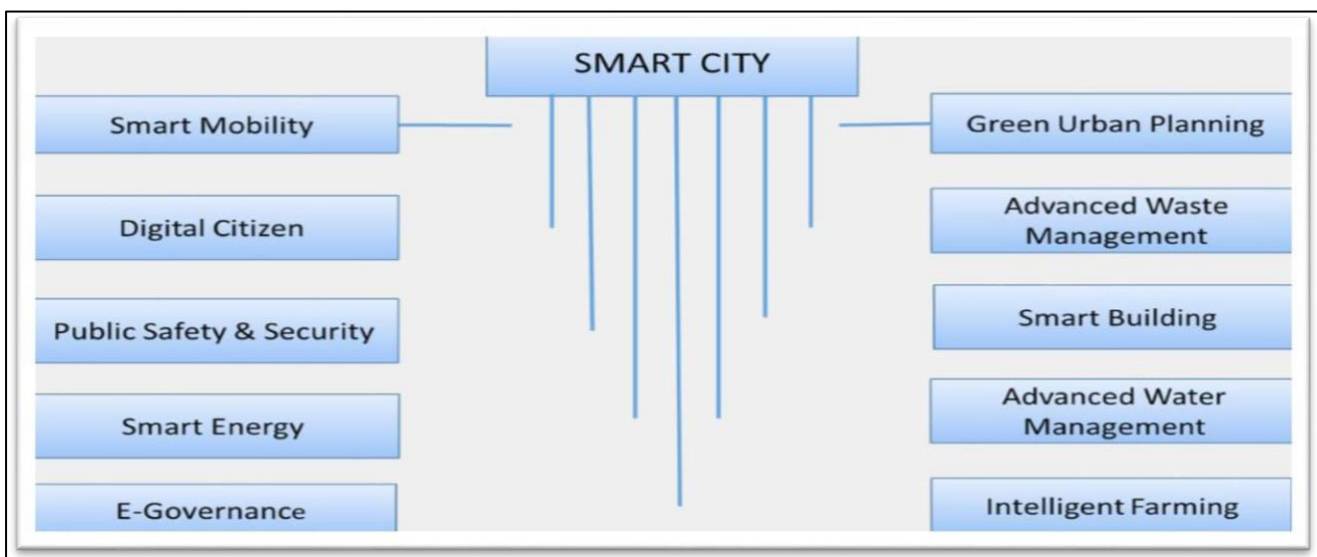 SMART CITY
Smart Mobility
Digital Citizen
Public Safety & Security
Smart Energy
E-Governance
Green Urban Planning
Advanced Waste
Management
Smart Building
Advanced Water
Management
Intelligent Farming